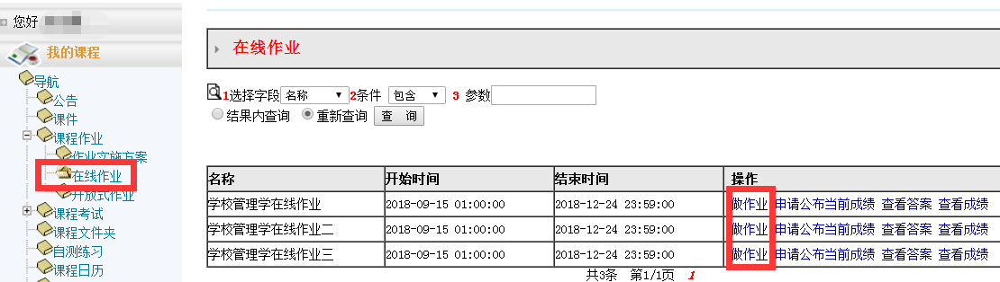 您好
我的课程
导航
公告
课件
课程作业
作业实施方案
在线作业
开放式作业
课程考试
课程文件夹
自测练习
课程日历
在线作业
1选择字段 名称 2条件 包含 3 参数
结果内查询 重新查询 查 询
名称 开始时间 结束时间 操作
学校管理学在线作业 2018-09-15 01:00:00 2018-12-24 23:59:00 做作业 申请公布当前成绩 查看答案 查看成绩
学校管理学在线作业二 2018-09-15 01:00:00 2018-12-24 23:59:00 做作业 申请公布当前成绩 查看答案 查看成绩
学校管理学在线作业三 2018-09-15 01:00:00 2018-12-24 23:59:00 做作业 申请公布当前成绩 查看答案 查看成绩
共3条 第1/1页 1